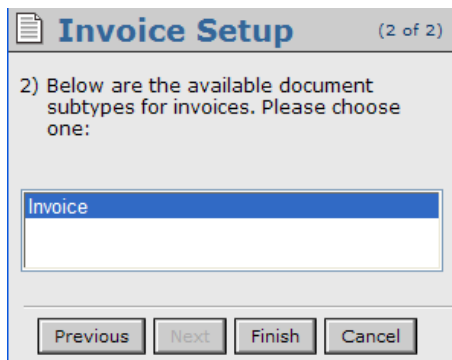 Invoice Setup (2 of 2)
2) Below are the available document
subtypes for invoices. Please choose
one:
Invoice
Previous Next Finish Cancel